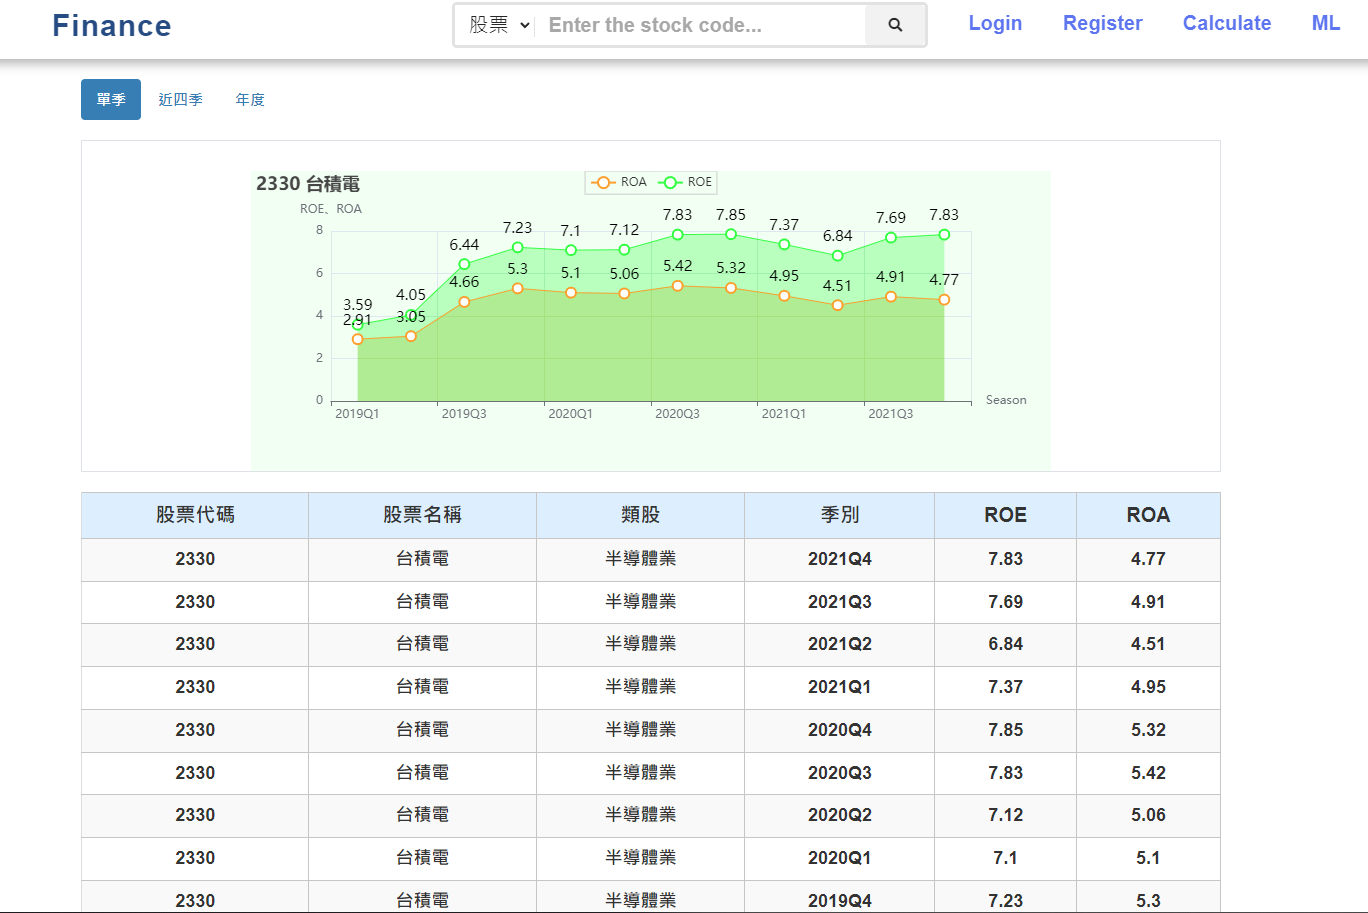 Finance 股票 Enter the stock code... Login Register Calculate ML
單季 近四季 年度
2330 台積電 ROA ROE
ROE、ROA
8
6
4
2
0
3.59 4.05 6.44 7.23 7.1 7.12 7.83 7.85 7.37 6.84 7.69 7.83
2.91 3.05 4.66 5.3 5.1 5.06 5.42 5.32 4.95 4.51 4.91 4.77
Season
2019Q1 2019Q3 2020Q1 2020Q3 2021Q1 2021Q3
股票代碼 股票名稱 類股 季別 ROE ROA
2330 台積電 半導體業 2021Q4 7.83 4.77
2330 台積電 半導體業 2021Q3 7.69 4.91
2330 台積電 半導體業 2021Q2 6.84 4.51
2330 台積電 半導體業 2021Q1 7.37 4.95
2330 台積電 半導體業 2020Q4 7.85 5.32
2330 台積電 半導體業 2020Q3 7.83 5.42
2330 台積電 半導體業 2020Q2 7.12 5.06
2330 台積電 半導體業 2020Q1 7.1 5.1
2330 台積電 半導體業 2019Q4 7.23 5.3